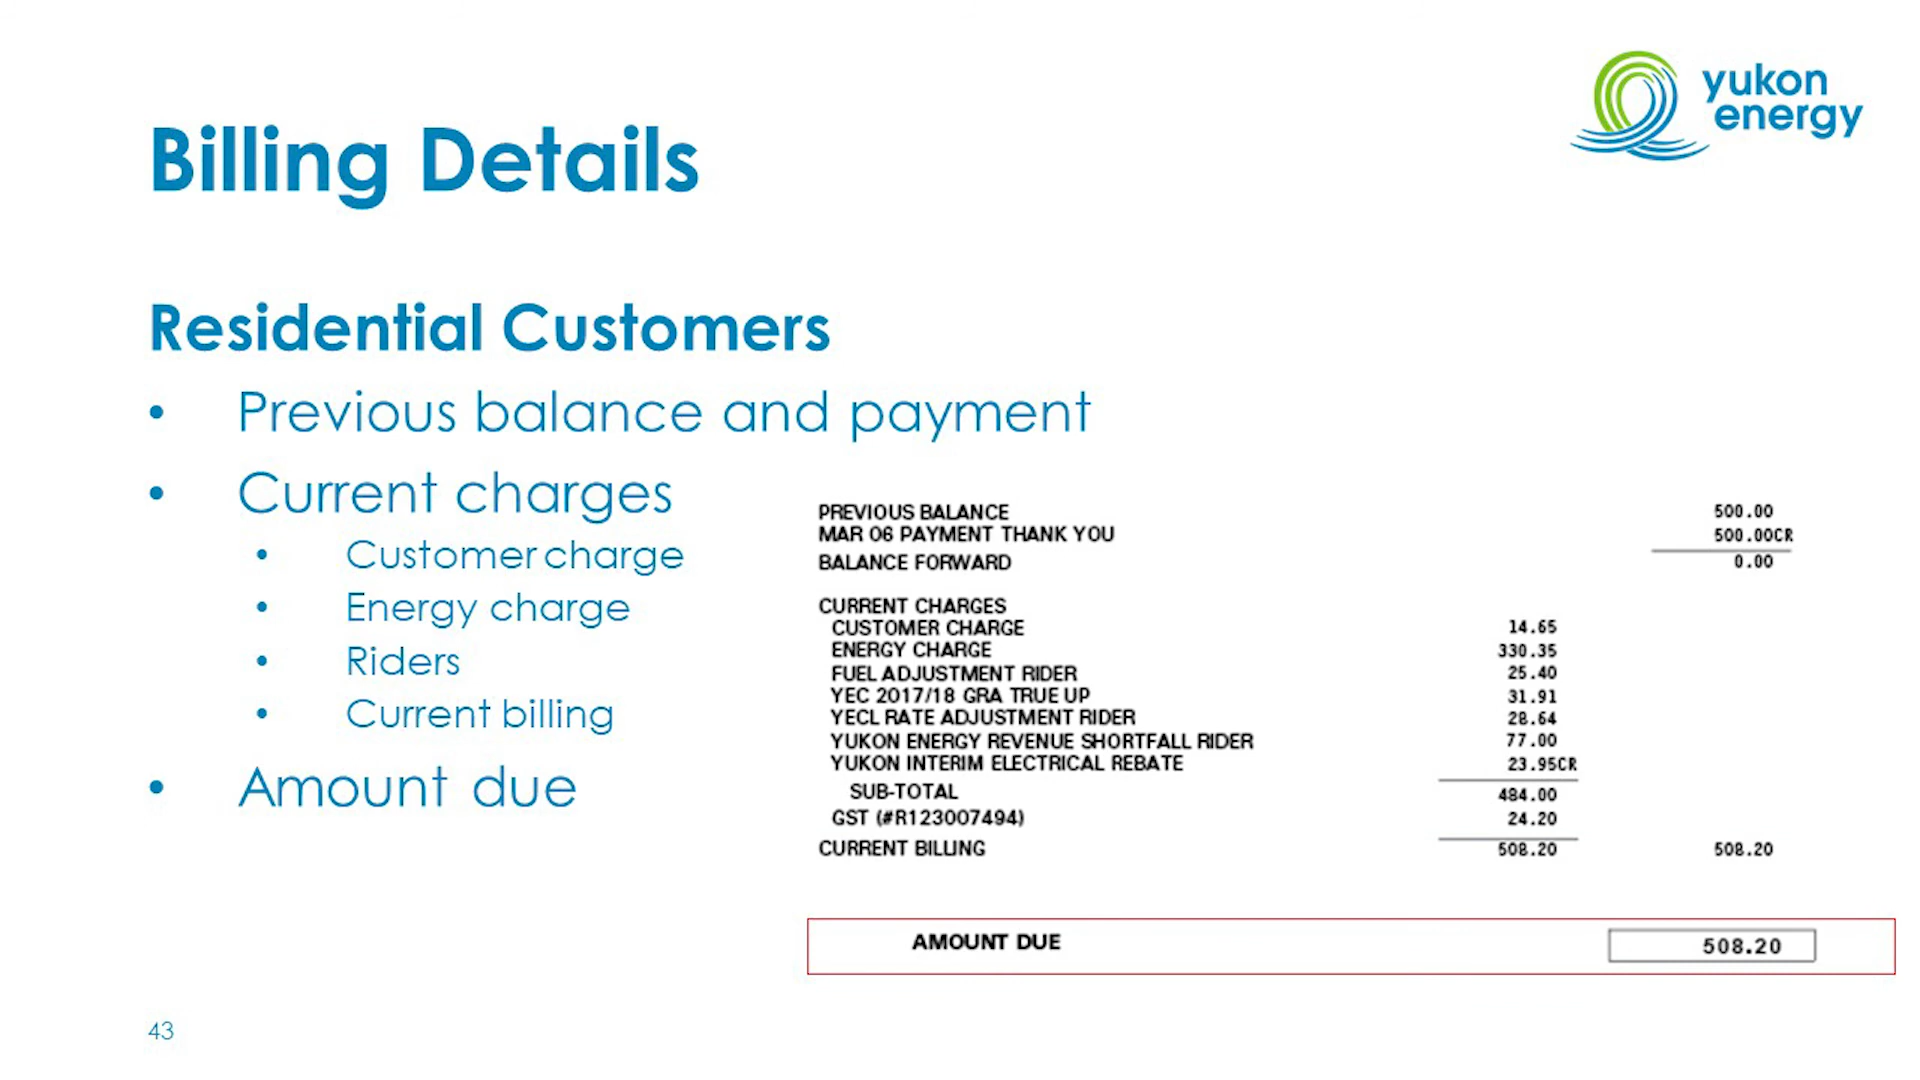 yukon
energy
Billing Details
Residential Customers
• Previous balance and payment
• Current charges
• Customer charge
• Energy charge
• Riders
• Current billing
• Amount due
PREVIOUS BALANCE 500.00
MAR 06 PAYMENT THANK YOU 500.00CR
BALANCE FORWARD 0.00
CURRENT CHARGES
CUSTOMER CHARGE 14.65
ENERGY CHARGE 330.35
FUEL ADJUSTMENT RIDER 25.40
YEC 2017/18 GRA TRUE UP 31.91
YECL RATE ADJUSTMENT RIDER 28.64
YUKON ENERGY REVENUE SHORTFALL RIDER 77.00
YUKON INTERIM ELECTRICAL REBATE 23.95CR
SUB-TOTAL 484.00
GST (#R123007494) 24.20
CURRENT BILLING 508.20 508.20
AMOUNT DUE 508.20
43